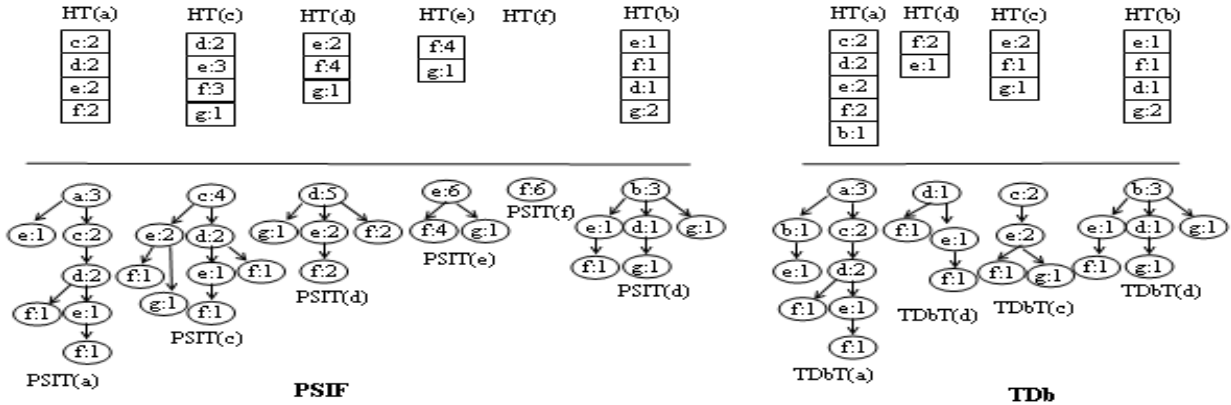 HT(a) HT(c) HT(d) HT(e) HT(f) HT(b) HT(a) HT(d) HT(c) HT(b)
c:2 d:2 e:2 f:4 e:1 c:2 f:2 e:2 e:1
d:2 e:3 f:4 g:1 f:1 d:2 e:1 f:1 f:1
e:2 f:3 g:1 d:1 e:2 g:1 d:1
f:2 g:1 g:2 f:2 g:2
b:1
a:3 c:4 d:5 e:6 f:6 b:3 a:3 d:1 c:2 b:3
PSIT(f)
e:1 c:2 e:2 d:2 g:1 e:2 f:2 f:4 g:1 e:1 d:1 g:1 b:1 c:2 f:1 e:1 e:2 e:1 d:1 g:1
PSIT(e)
d:2 f:1 e:1 f:1 f:2 f:1 g:1 e:1 d:2 f:1 f:1 g:1 f:1 g:1
PSIT(d) PSIT(d) TDbT(d) TDbT(c) TDbT(d)
f:1 e:1 g:1 f:1 f:1 e:1
PSIT(c)
f:1 f:1
PSIT(a) TDbT(a)
PSIF TDb